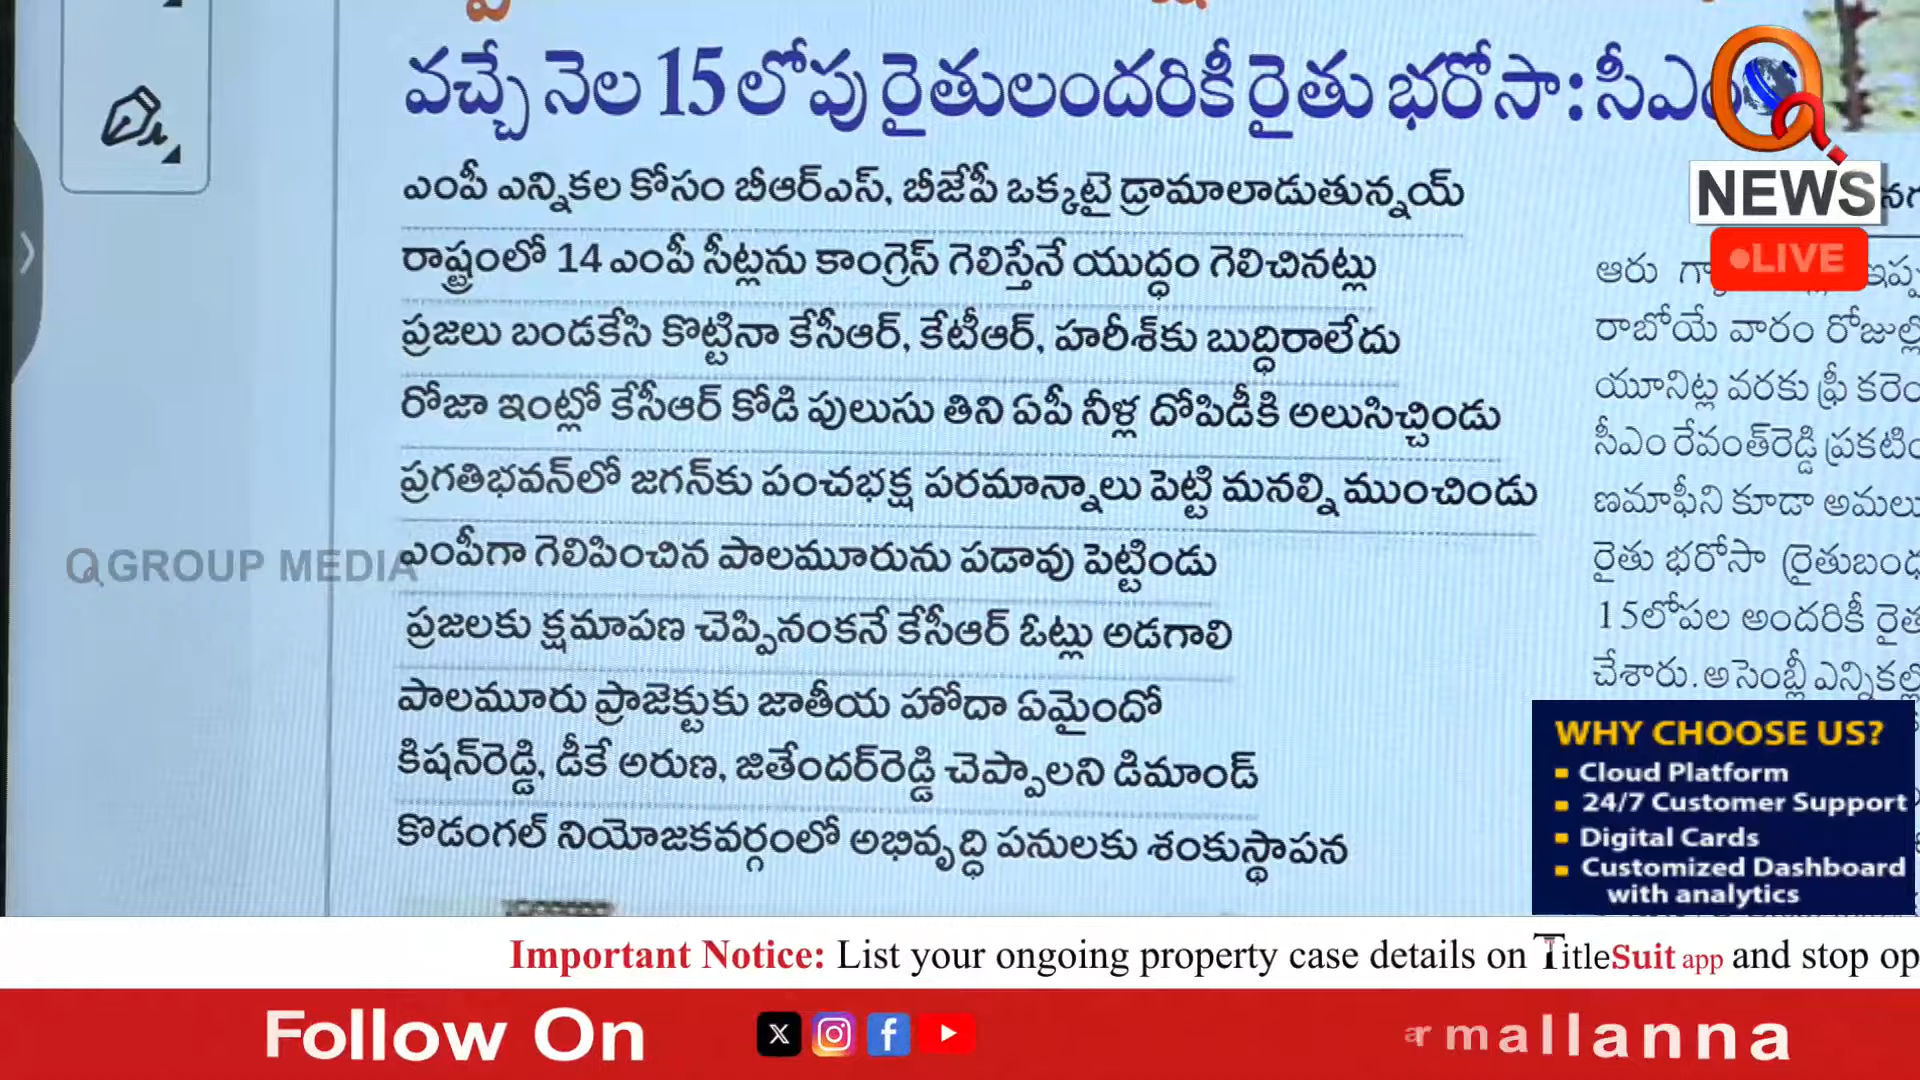 వచ్చే నెల 15 లోపు రైతులందరికీ రైతు భరోసా: సీఎం
ఎంపీ ఎన్నికల కోసం బీఆర్ఎస్, బీజేపీ ఒక్కటై డ్రామాలాడుతున్నయ్
రాష్ట్రంలో 14 ఎంపీ సీట్లను కాంగ్రెస్ గెలిస్తేనే యుద్ధం గెలిచినట్లు
ప్రజలు బండకేసి కొట్టినా కేసీఆర్, కేటీఆర్, హరీశ్‌కు బుద్ధిరాలేదు
రోజా ఇంట్లో కేసీఆర్ కోడి పులుసు తిని ఏపీ నీళ్ల దోపిడీకి అలుసిచ్చిండు
ప్రగతిభవన్‌లో జగన్‌కు పంచభక్ష పరమాన్నాలు పెట్టి మనల్ని ముంచిండు
ఎంపీగా గెలిపించిన పాలమూరును పడావు పెట్టిండు
ప్రజలకు క్షమాపణ చెప్పినంకనే కేసీఆర్ ఓట్లు అడగాలి
పాలమూరు ప్రాజెక్టుకు జాతీయ హోదా ఏమైందో
కిషన్‌రెడ్డి, డీకే అరుణ, జితేందర్‌రెడ్డి చెప్పాలని డిమాండ్
కొడంగల్ నియోజకవర్గంలో అభివృద్ధి పనులకు శంకుస్థాపన
ఆరు
రాబోయే వారం రోజుల్లో
యూనిట్ల వరకు ఫ్రీ కరెం
సీఎం రేవంత్‌రెడ్డి ప్రకటిం
ణమాఫీని కూడా అమలు
రైతు భరోసా (రైతుబంధు
15లోపల అందరికీ రైతు
చేశారు. అసెంబ్లీ ఎన్నికల్లో
NEWS
LIVE
QGROUP MEDIA
WHY CHOOSE US?
Cloud Platform
24/7 Customer Support
Digital Cards
Customized Dashboard
with analytics
Important Notice: List your ongoing property case details on TitleSuit app and stop op
Follow On
ar mallanna